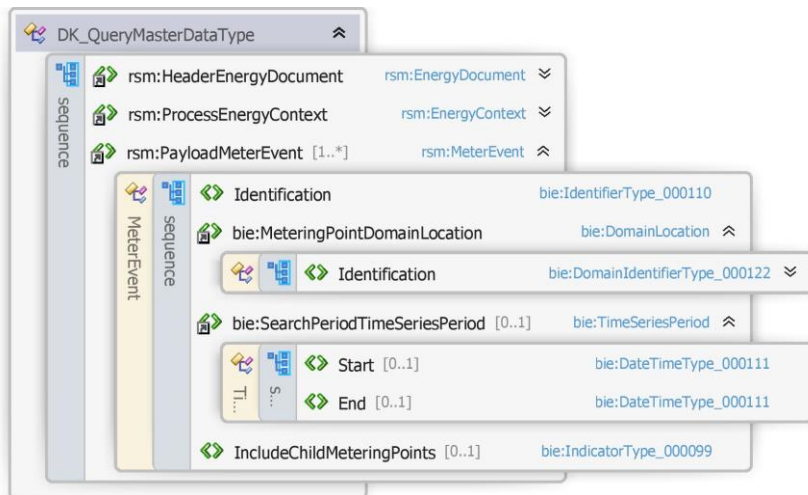 DK_QueryMasterDataType
sequence
rsm:HeaderEnergyDocument rsm:EnergyDocument
rsm:ProcessEnergyContext rsm:EnergyContext
rsm:PayloadMeterEvent [1..*] rsm:MeterEvent
MeterEvent
sequence
Identification bie:IdentifierType_000110
bie:MeteringPointDomainLocation bie:DomainLocation
Identification bie:DomainIdentifierType_000122
bie:SearchPeriodTimeSeriesPeriod [0..1] bie:TimeSeriesPeriod
Ti...
s...
Start [0..1] bie:DateTimeType_000111
End [0..1] bie:DateTimeType_000111
IncludeChildMeteringPoints [0..1] bie:IndicatorType_000099